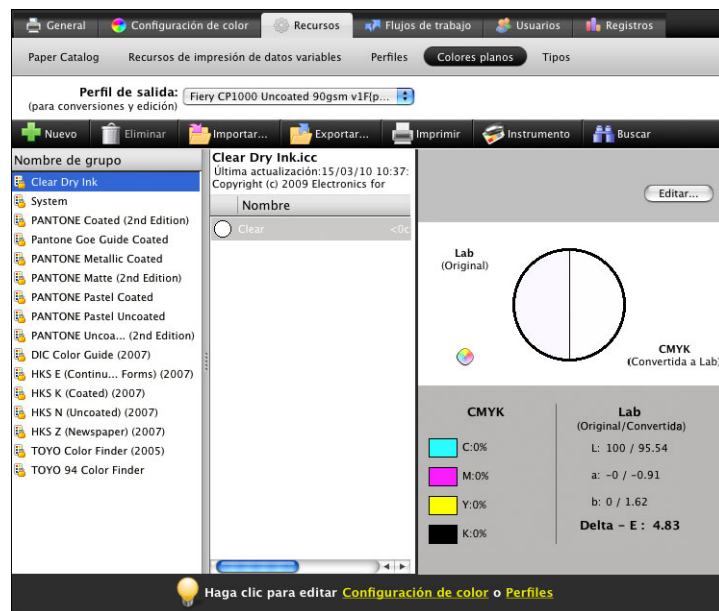 General Configuración de color Recursos Flujos de trabajo Usuarios Registros
Paper Catalog Recursos de impresión de datos variables Perfiles Colores planos Tipos
Perfil de salida: Fiery CP1000 Uncoated 90gsm v1F(p...
(para conversiones y edición)
Nuevo Eliminar Importar... Exportar... Imprimir Instrumento Buscar
Nombre de grupo
Clear Dry Ink
System
PANTONE Coated (2nd Edition)
Pantone Goe Guide Coated
PANTONE Metallic Coated
PANTONE Matte (2nd Edition)
PANTONE Pastel Coated
PANTONE Pastel Uncoated
PANTONE Uncoa... (2nd Edition)
DIC Color Guide (2007)
HKS E (Continu... Forms) (2007)
HKS K (Coated) (2007)
HKS N (Uncoated) (2007)
HKS Z (Newspaper) (2007)
TOYO Color Finder (2005)
TOYO 94 Color Finder
Clear Dry Ink.icc
Última actualización:15/03/10 10:37:
Copyright (c) 2009 Electronics for
Nombre
Clear <0c
Editar...
Lab
(Original)
CMYK
(Convertida a Lab)
CMYK
C:0%
M:0%
Y:0%
K:0%
Lab
(Original/Convertida)
L: 100 / 95.54
a: -0 / -0.91
b: 0 / 1.62
Delta - E : 4.83
Haga clic para editar Configuración de color o Perfiles